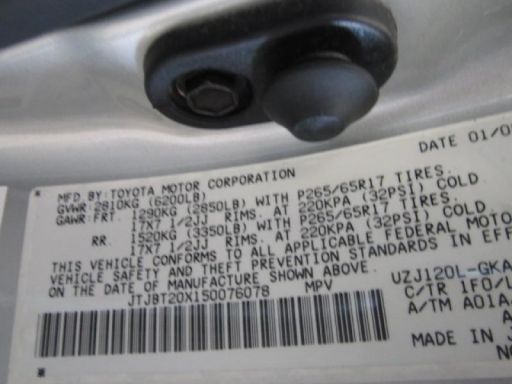 DATE 01/0
MFD BY: TOYOTA MOTOR CORPORATION
GVWR: 2810KG (6200LB)
GAWR: FRT. 1290KG (2850LB) WITH P265/65R17 TIRES.
17X7 1/2JJ RIMS. AT 220KPA (32PSI) COLD.
RR. 1520KG (3350LB) WITH P265/65R17 TIRES.
17X7 1/2JJ RIMS. AT 220KPA (32PSI) COLD.
THIS VEHICLE CONFORMS TO ALL APPLICABLE FEDERAL MOTO
VEHICLE SAFETY AND THEFT PREVENTION STANDARDS IN EFF
ON THE DATE OF MANUFACTURE SHOWN ABOVE.
JTJBT20X150076078 MPV
UZJ120L-GKA
C/TR 1F0/L
A/TM A01A
MADE IN J